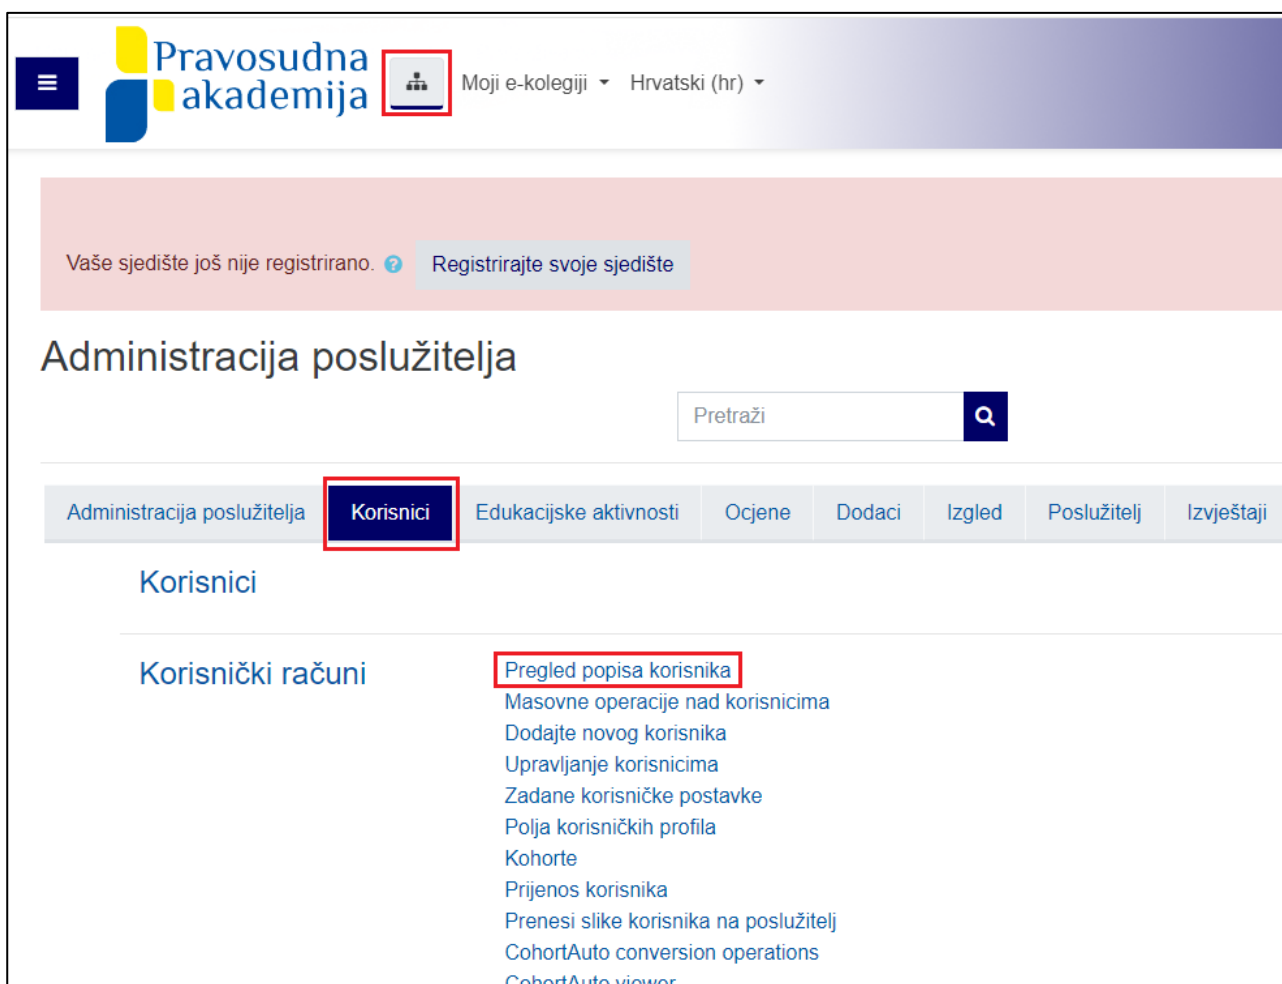 Pravosudna
akademija
Moji e-kolegiji
Hrvatski (hr)
Vaše sjedište još nije registrirano.
Registrirajte svoje sjedište
Administracija poslužitelja
Pretraži
Administracija poslužitelja Korisnici Edukacijske aktivnosti Ocjene Dodaci Izgled Poslužitelj Izvještaji
Korisnici
Korisnički računi
Pregled popisa korisnika
Masovne operacije nad korisnicima
Dodajte novog korisnika
Upravljanje korisnicima
Zadane korisničke postavke
Polja korisničkih profila
Kohorte
Prijenos korisnika
Prenesi slike korisnika na poslužitelj
CohortAuto conversion operations
CohortAuto viewer